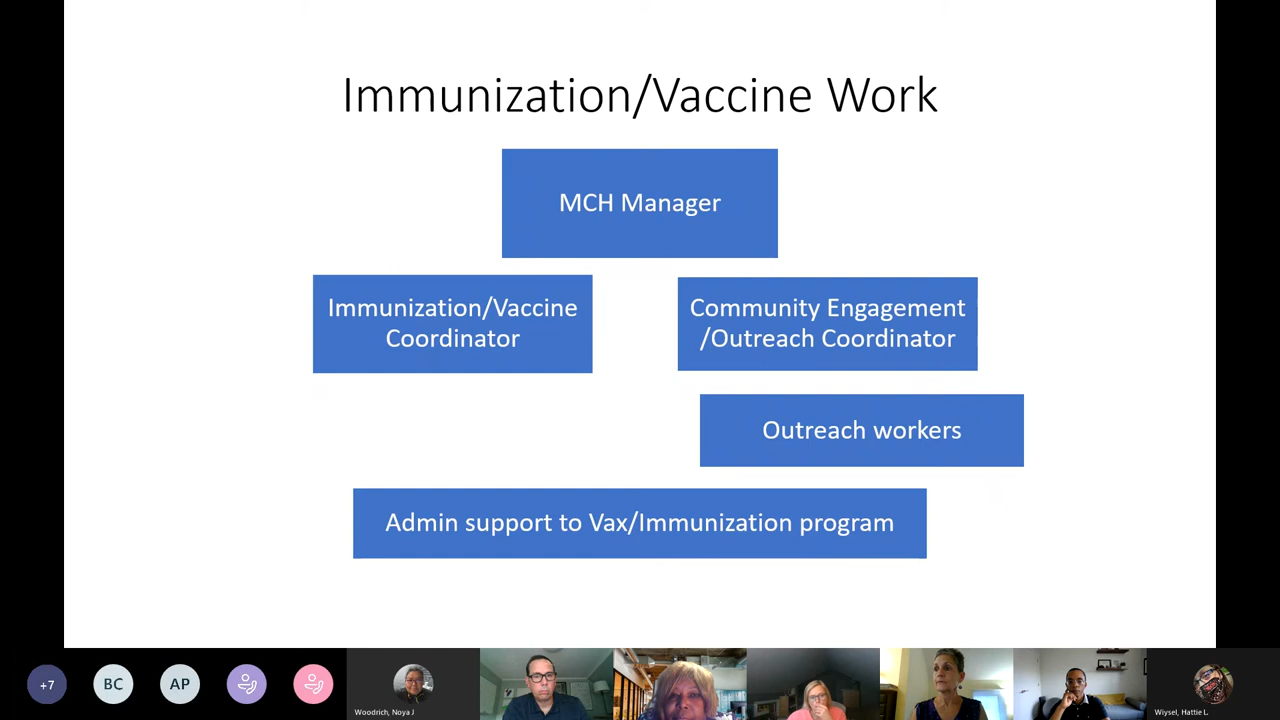 Immunization/Vaccine Work
MCH Manager
Immunization/Vaccine
Coordinator
Community Engagement
/Outreach Coordinator
Outreach workers
Admin support to Vax/Immunization program
+7
BC
AP
Woodrich, Noya J
Wiysel, Hattie L.